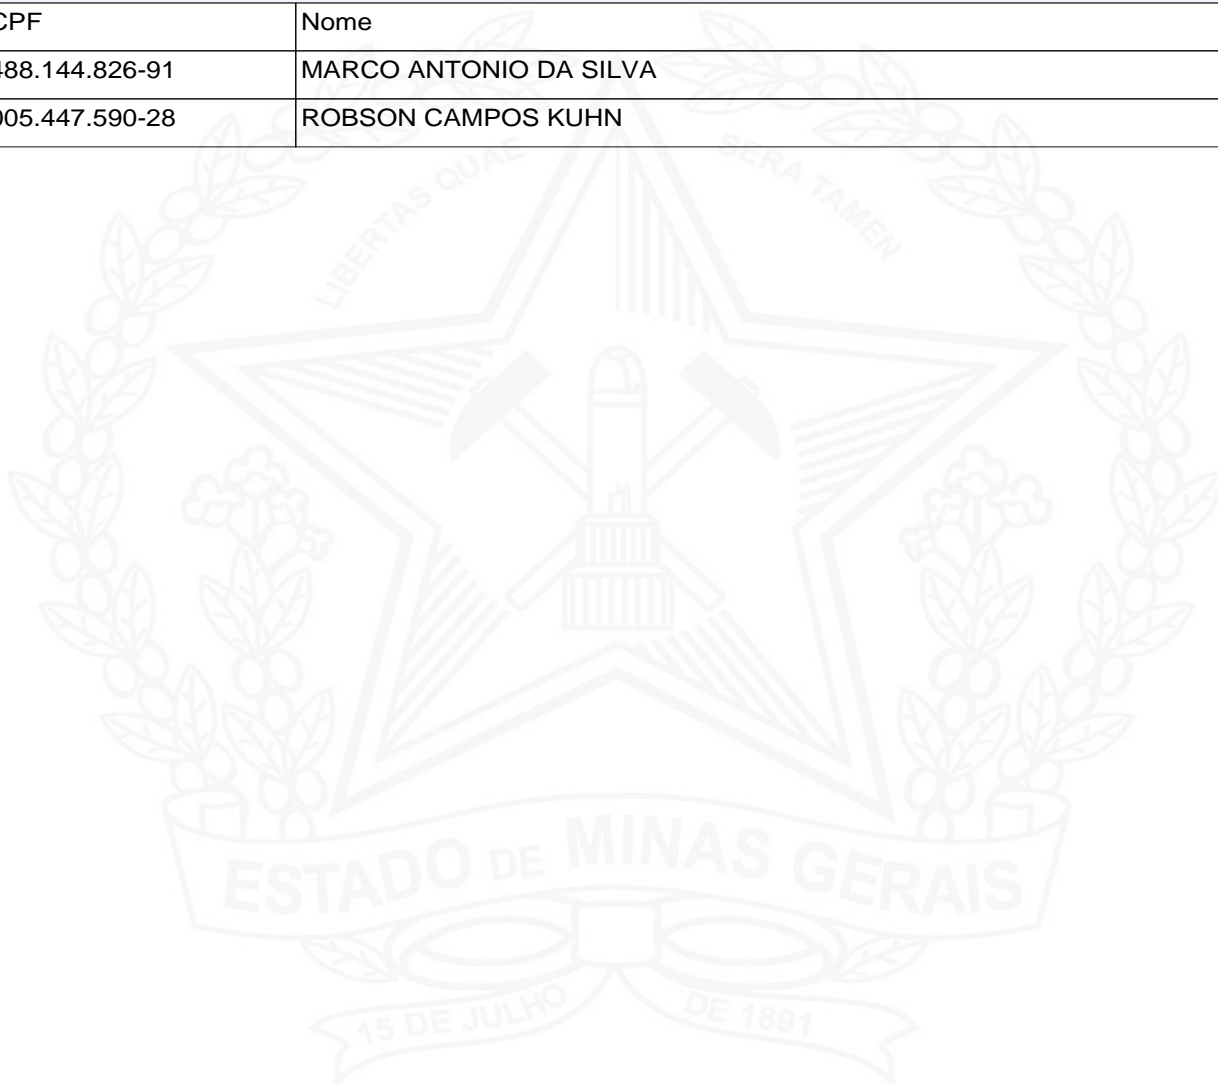 CPF Nome
488.144.826-91 MARCO ANTONIO DA SILVA
005.447.590-28 ROBSON CAMPOS KUHN
LIBERTAS QUAE SERA TAMEN
ESTADO DE MINAS GERAIS
15 DE JULHO DE 1891